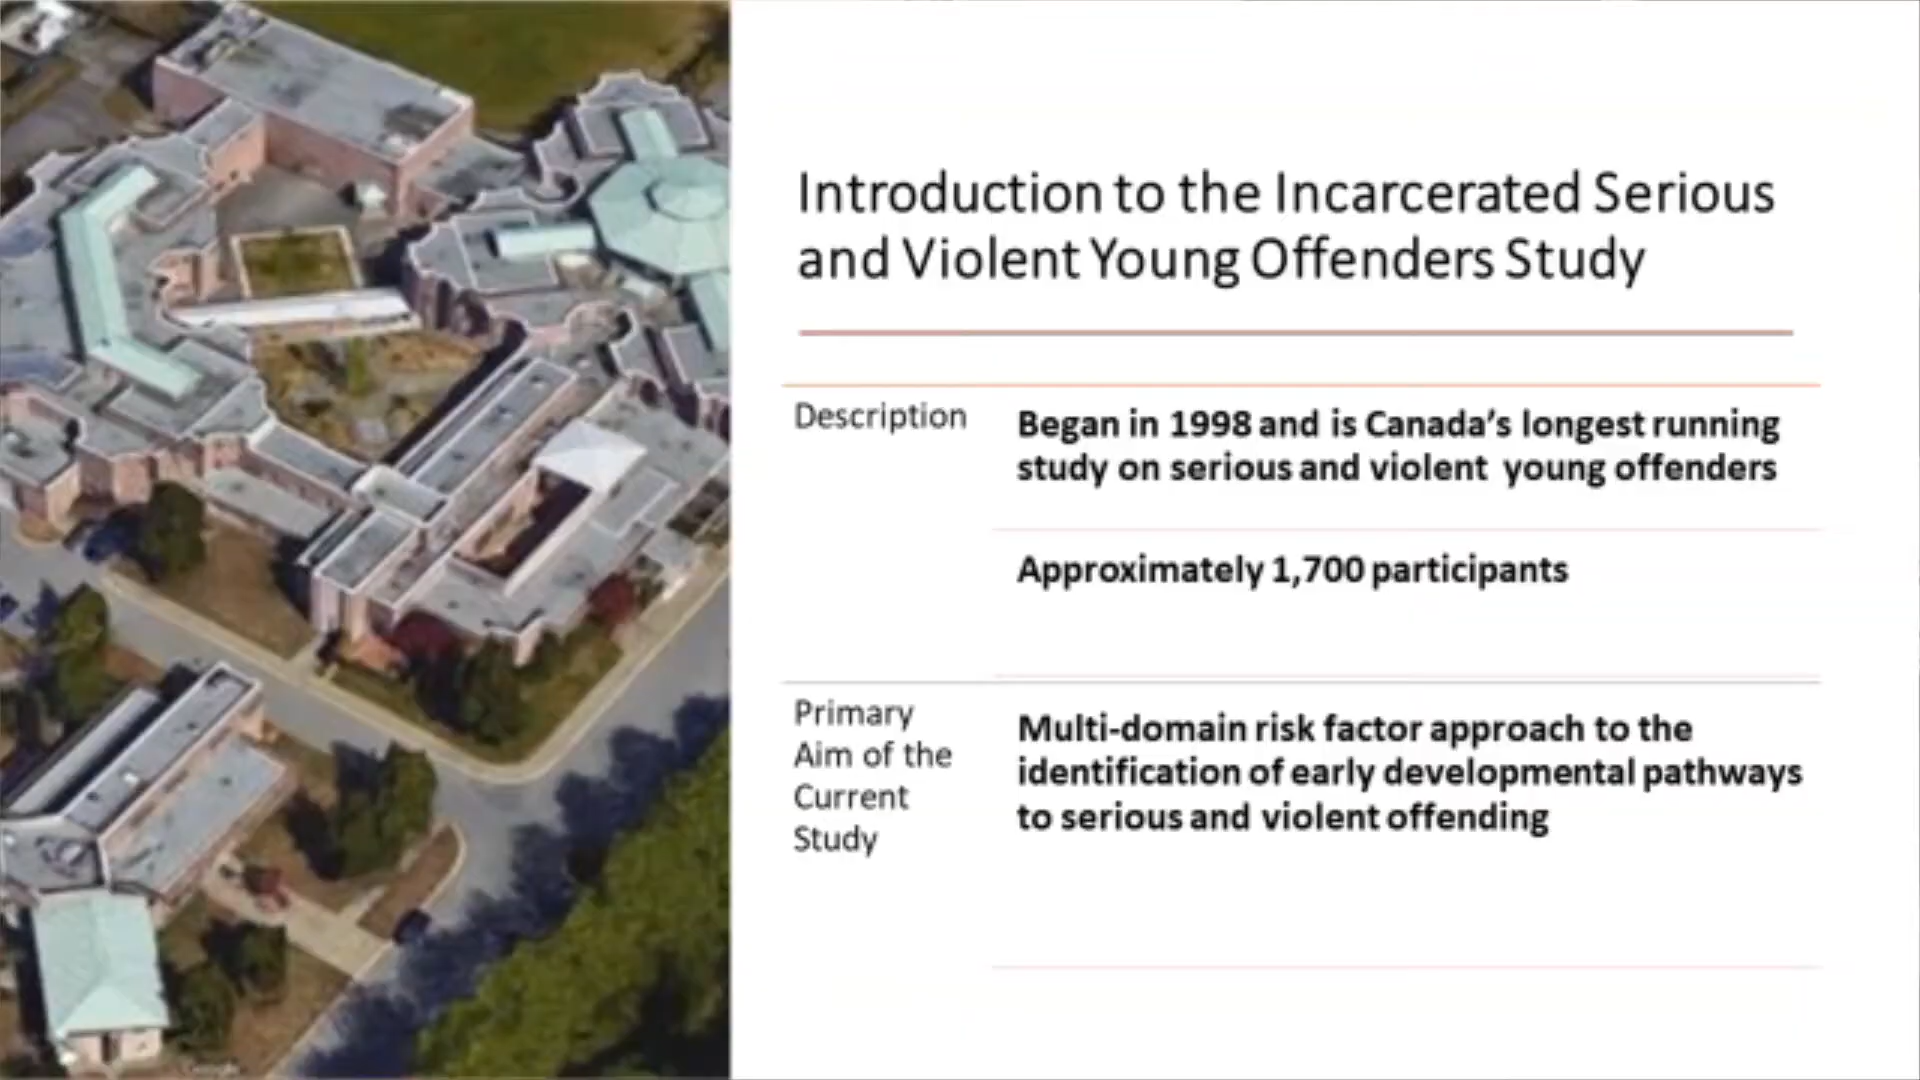 Introduction to the Incarcerated Serious
and Violent Young Offenders Study
Description
Began in 1998 and is Canada's longest running
study on serious and violent young offenders
Approximately 1,700 participants
Primary
Aim of the
Current
Study
Multi-domain risk factor approach to the
identification of early developmental pathways
to serious and violent offending